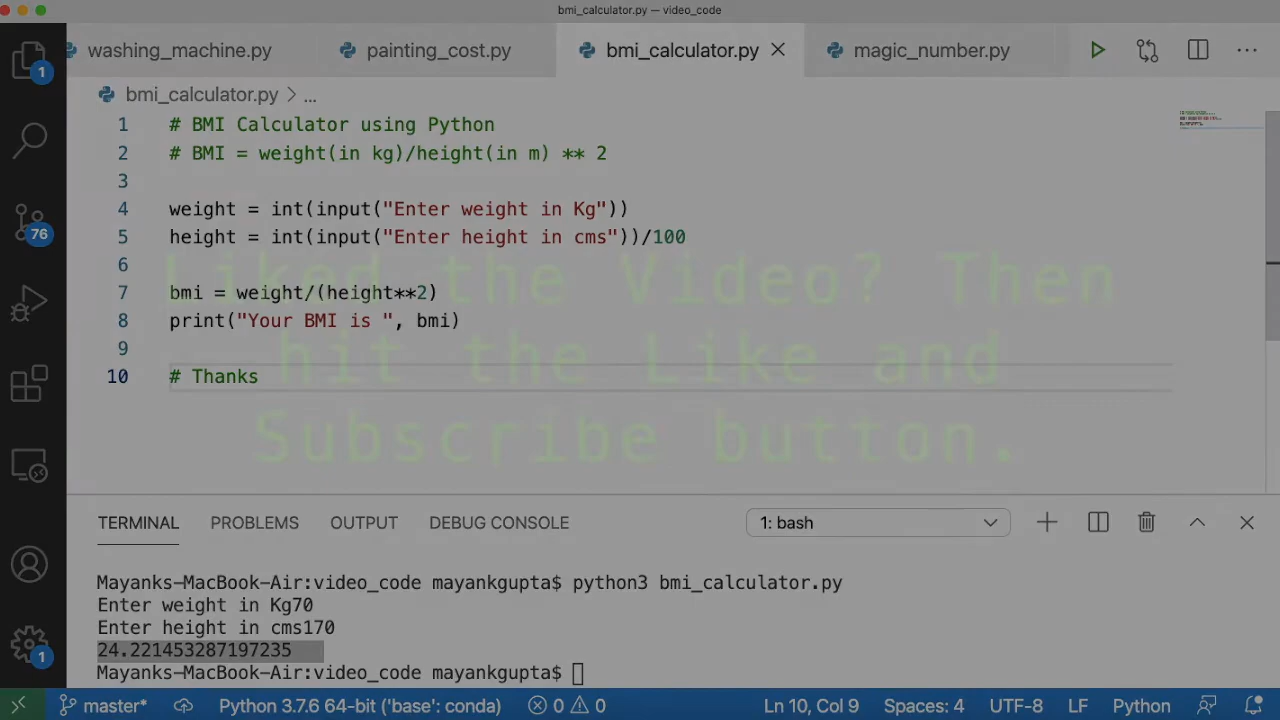 bmi_calculator.py — video_code
washing_machine.py painting_cost.py bmi_calculator.py magic_number.py
bmi_calculator.py > ...
1 # BMI Calculator using Python
2 # BMI = weight(in kg)/height(in m) ** 2
3
4 weight = int(input("Enter weight in Kg"))
5 height = int(input("Enter height in cms"))/100
6
7 bmi = weight/(height**2)
8 print("Your BMI is ", bmi)
9
10 # Thanks
Liked the Video? Then
hit the Like and
Subscribe button.
1
76
1
TERMINAL PROBLEMS OUTPUT DEBUG CONSOLE 1: bash
Mayanks-MacBook-Air:video_code mayankgupta$ python3 bmi_calculator.py
Enter weight in Kg70
Enter height in cms170
24.221453287197235
Mayanks-MacBook-Air:video_code mayankgupta$
master* Python 3.7.6 64-bit ('base': conda) 0 0 Ln 10, Col 9 Spaces: 4 UTF-8 LF Python